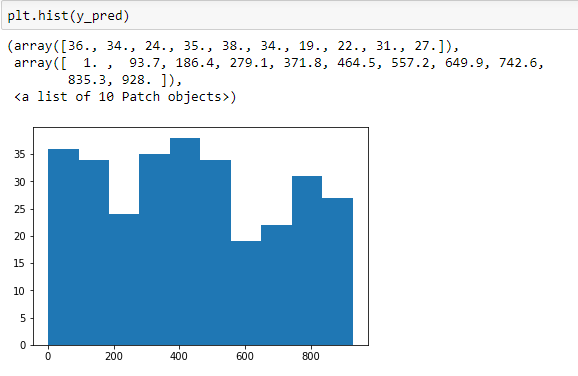 plt.hist(y_pred)
(array([36., 34., 24., 35., 38., 34., 19., 22., 31., 27.]),
array([  1. ,  93.7, 186.4, 279.1, 371.8, 464.5, 557.2, 649.9, 742.6,
835.3, 928. ]),
<a list of 10 Patch objects>)
35
30
25
20
15
10
5
0
0 200 400 600 800